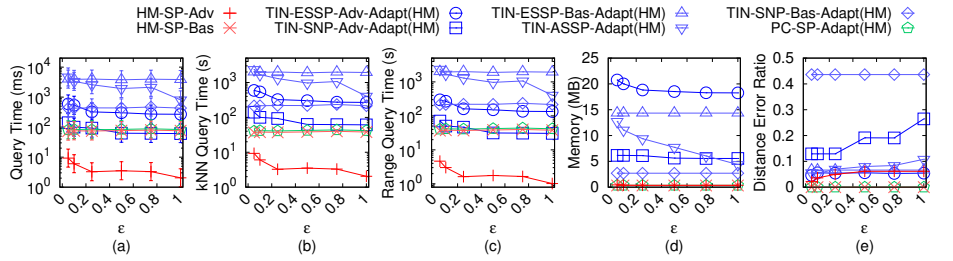 HM-SP-Adv TIN-ESSP-Adv-Adapt(HM) TIN-ESSP-Bas-Adapt(HM) TIN-SNP-Bas-Adapt(HM)
HM-SP-Bas TIN-SNP-Adv-Adapt(HM) TIN-ASSP-Adapt(HM) PC-SP-Adapt(HM)
Query Time (ms)
10^4
10^3
10^2
10^1
10^0
0 0.2 0.4 0.6 0.8 1
ε
(a)
kNN Query Time (s)
10^3
10^2
10^1
10^0
0 0.2 0.4 0.6 0.8 1
ε
(b)
Range Query Time (s)
10^3
10^2
10^1
10^0
0 0.2 0.4 0.6 0.8 1
ε
(c)
Memory (MB)
25
20
15
10
5
0
0 0.2 0.4 0.6 0.8 1
ε
(d)
Distance Error Ratio
0.5
0.4
0.3
0.2
0.1
0
0 0.2 0.4 0.6 0.8 1
ε
(e)